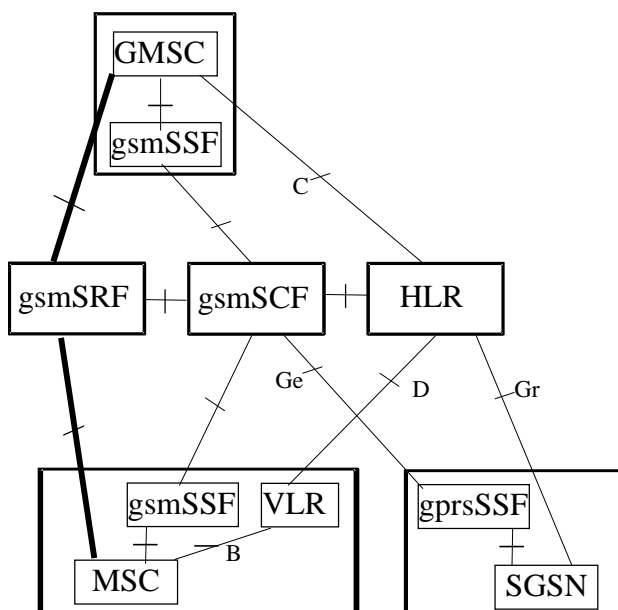 GMSC
gsmSSF
C
gsmSRF
gsmSCF
HLR
Ge
D
Gr
gsmSSF
VLR
gprsSSF
B
MSC
SGSN